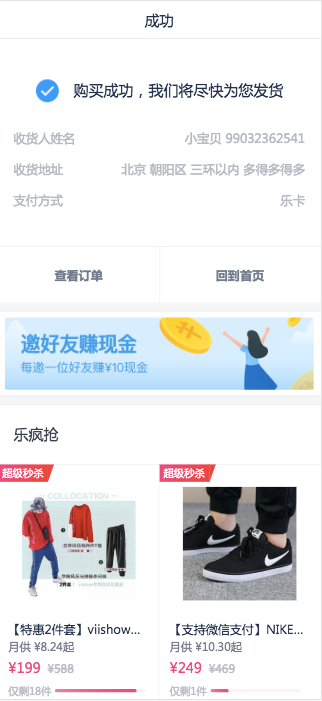 成功
购买成功，我们将尽快为您发货
收货人姓名 小宝贝 99032362541
收货地址 北京 朝阳区 三环以内 多得多得多
支付方式 乐卡
查看订单 回到首页
邀好友赚现金
每邀一位好友赚¥10现金
乐疯抢
超级秒杀 超级秒杀
COLLOCATION
2件套
【特惠2件套】viishow... 【支持微信支付】NIKE...
月供 ¥8.24起 月供 ¥10.30起
¥199 ¥588 ¥249 ¥469
仅剩18件 仅剩1件